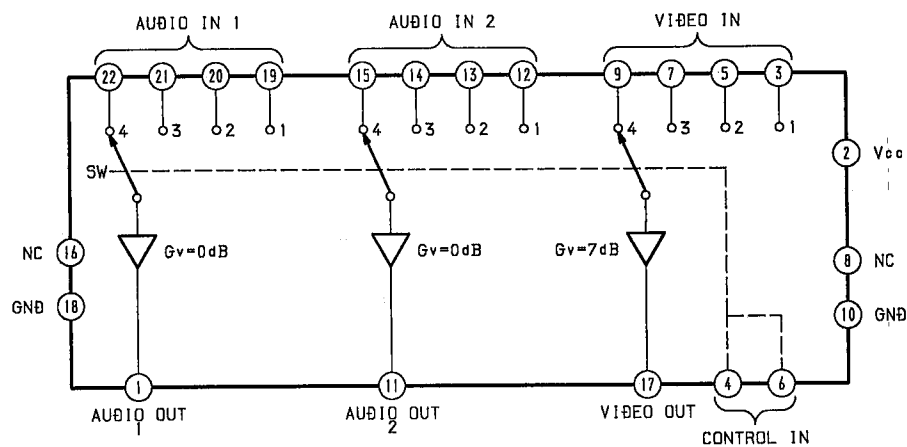 AUDIO IN 1 AUDIO IN 2 VIDEO IN
22 21 20 19 15 14 13 12 9 7 5 3
4 3 2 1 4 3 2 1 4 3 2 1
2 Vcc
SW
NC 16 Gv=0dB Gv=0dB Gv=7dB 8 NC
GND 18 10 GND
1 11 17 4 6
AUDIO OUT 1 AUDIO OUT 2 VIDEO OUT
CONTROL IN